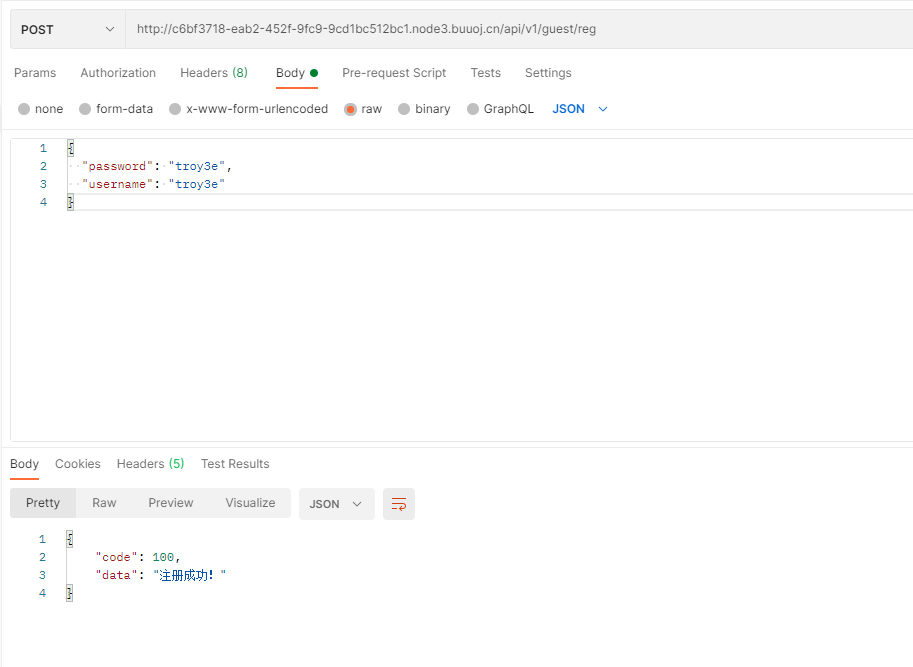 POST http://c6bf3718-eab2-452f-9fc9-9cd1bc512bc1.node3.buuoj.cn/api/v1/guest/reg
Params Authorization Headers (8) Body Pre-request Script Tests Settings
none form-data x-www-form-urlencoded raw binary GraphQL JSON
1 {
2 "password": "troy3e",
3 "username": "troy3e"
4 }
Body Cookies Headers (5) Test Results
Pretty Raw Preview Visualize JSON
1 {
2 "code": 100,
3 "data": "注册成功！"
4 }